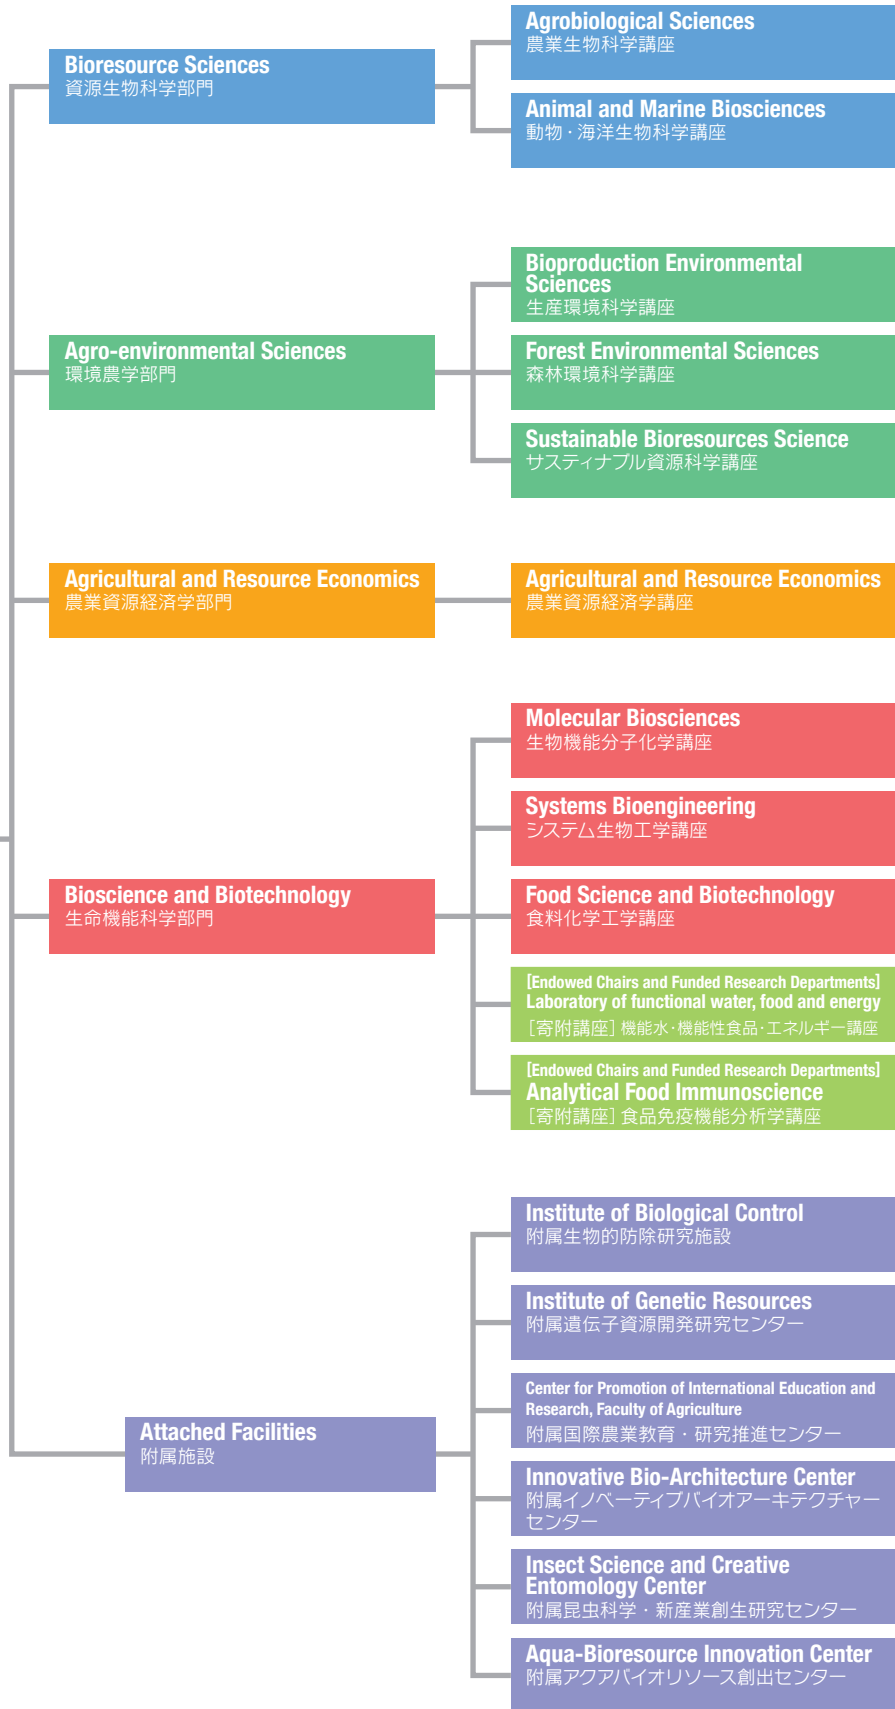 Bioresource Sciences
資源生物科学部門
Agrobiological Sciences
農業生物科学講座
Animal and Marine Biosciences
動物・海洋生物科学講座
Agro-environmental Sciences
環境農学部門
Bioproduction Environmental
Sciences
生産環境科学講座
Forest Environmental Sciences
森林環境科学講座
Sustainable Bioresources Science
サスティナブル資源科学講座
Agricultural and Resource Economics
農業資源経済学部門
Agricultural and Resource Economics
農業資源経済学講座
Bioscience and Biotechnology
生命機能科学部門
Molecular Biosciences
生物機能分子化学講座
Systems Bioengineering
システム生物工学講座
Food Science and Biotechnology
食料化学工学講座
[Endowed Chairs and Funded Research Departments]
Laboratory of functional water, food and energy
[寄附講座] 機能水・機能性食品・エネルギー講座
[Endowed Chairs and Funded Research Departments]
Analytical Food Immunoscience
[寄附講座] 食品免疫機能分析学講座
Attached Facilities
附属施設
Institute of Biological Control
附属生物的防除研究施設
Institute of Genetic Resources
附属遺伝子資源開発研究センター
Center for Promotion of International Education and
Research, Faculty of Agriculture
附属国際農業教育・研究推進センター
Innovative Bio-Architecture Center
附属イノベーティブバイオアーキテクチャー
センター
Insect Science and Creative
Entomology Center
附属昆虫科学・新産業創生研究センター
Aqua-Bioresource Innovation Center
附属アクアバイオリソース創出センター